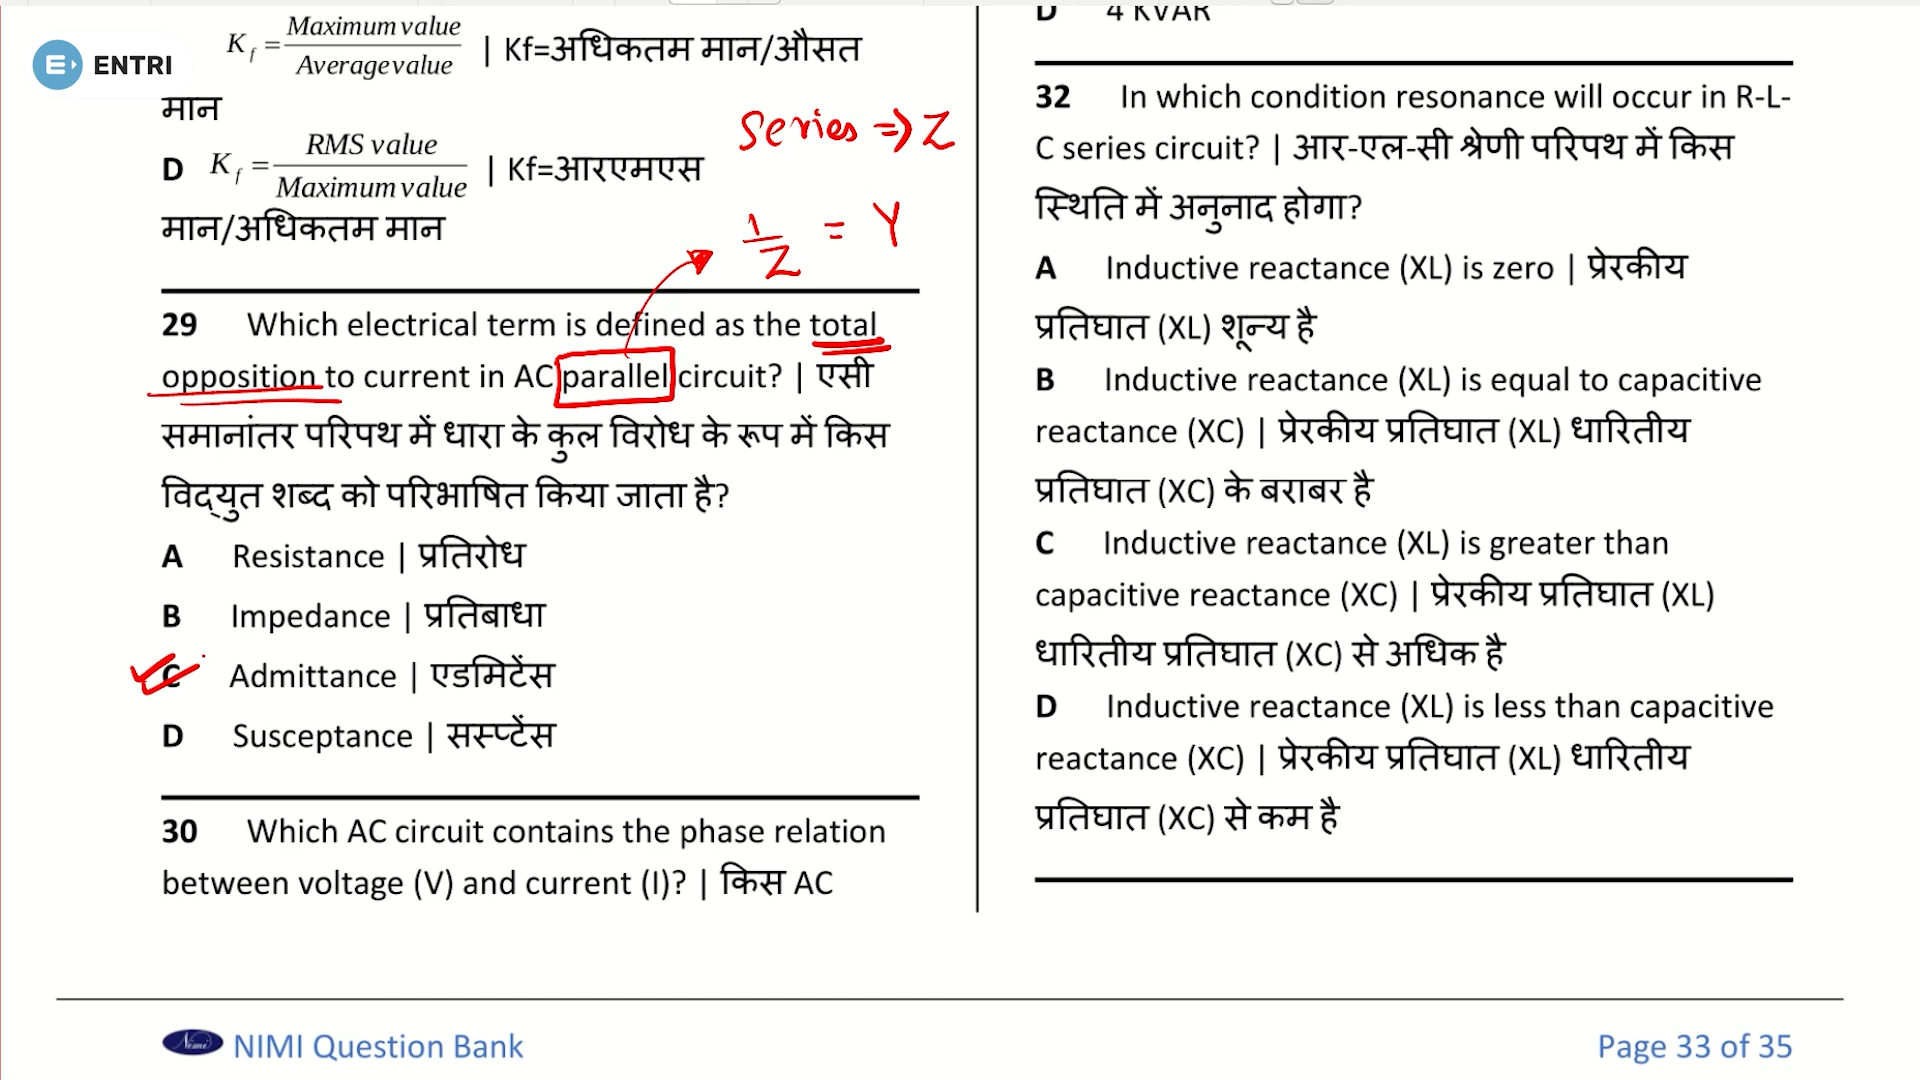 ENTRI
K f = Maximum value / Average value | Kf=अधिकतम मान/औसत
मान
D K f = RMS value / Maximum value | Kf=आरएमएस
मान/अधिकतम मान
Series => Z
1/Z = Y
29 Which electrical term is defined as the total
opposition to current in AC parallel circuit? | एसी
समानांतर परिपथ में धारा के कुल विरोध के रूप में किस
विद्युत शब्द को परिभाषित किया जाता है?
A Resistance | प्रतिरोध
B Impedance | प्रतिबाधा
C Admittance | एडमिटेंस
D Susceptance | सस्प्टेंस
30 Which AC circuit contains the phase relation
between voltage (V) and current (I)? | किस AC
D 4 KVAR
32 In which condition resonance will occur in R-L-
C series circuit? | आर-एल-सी श्रेणी परिपथ में किस
स्थिति में अनुनाद होगा?
A Inductive reactance (XL) is zero | प्रेरकीय
प्रतिघात (XL) शून्य है
B Inductive reactance (XL) is equal to capacitive
reactance (XC) | प्रेरकीय प्रतिघात (XL) धारितीय
प्रतिघात (XC) के बराबर है
C Inductive reactance (XL) is greater than
capacitive reactance (XC) | प्रेरकीय प्रतिघात (XL)
धारितीय प्रतिघात (XC) से अधिक है
D Inductive reactance (XL) is less than capacitive
reactance (XC) | प्रेरकीय प्रतिघात (XL) धारितीय
प्रतिघात (XC) से कम है
Nimi NIMI Question Bank
Page 33 of 35